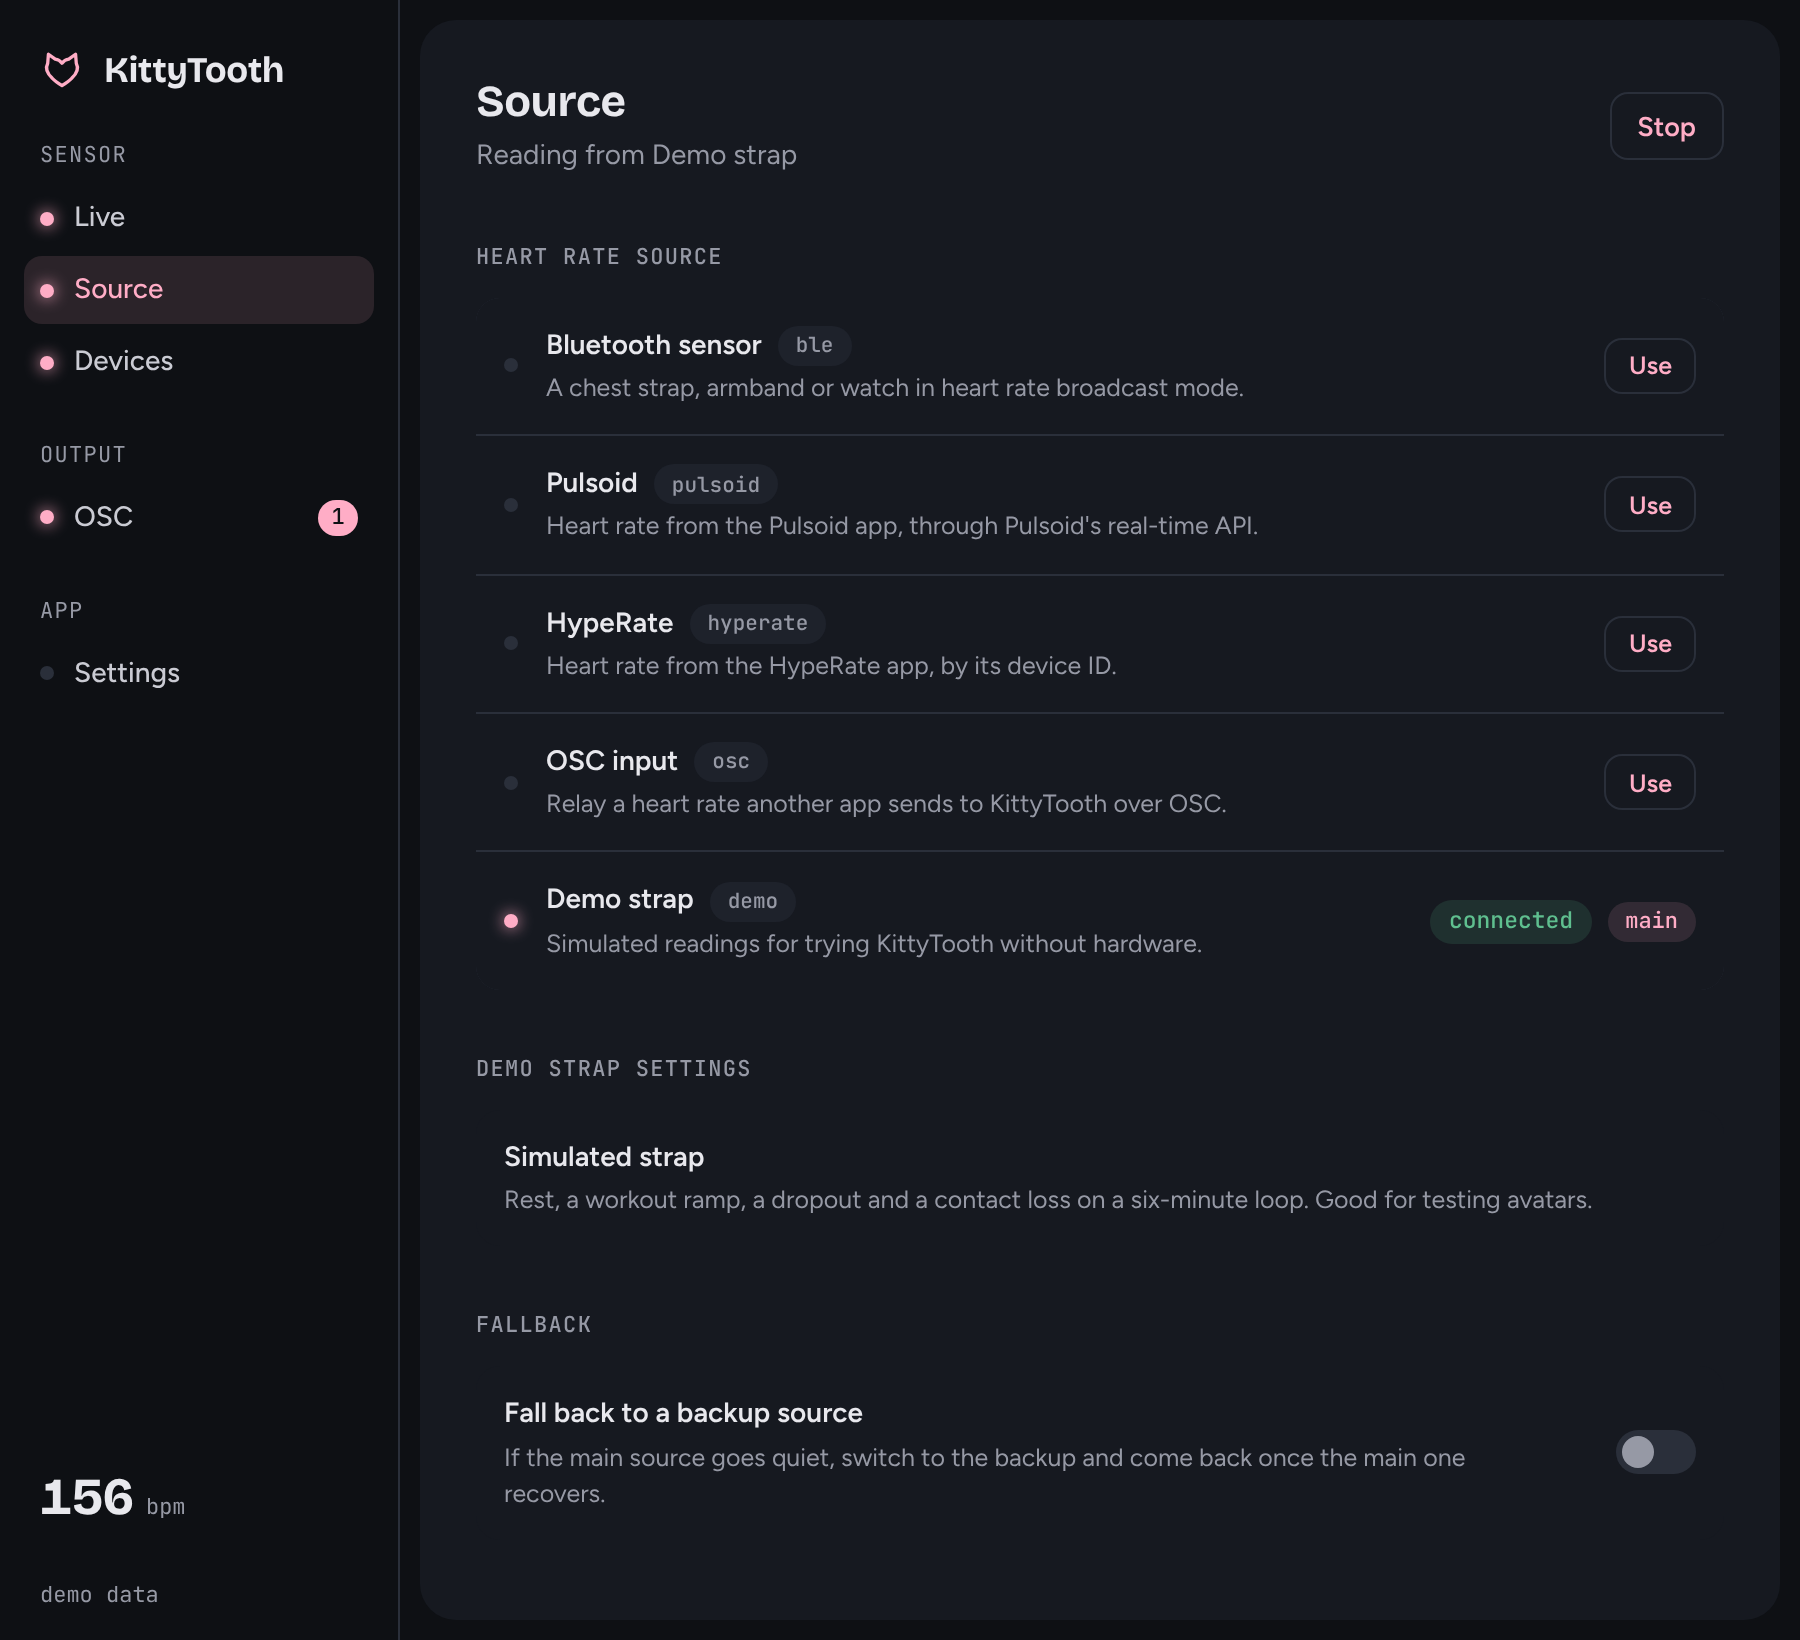 KittyTooth
SENSOR
Live
Source
Devices
OUTPUT
OSC 1
APP
Settings
156 bpm
demo data
Source
Reading from Demo strap
Stop
HEART RATE SOURCE
Bluetooth sensor ble
A chest strap, armband or watch in heart rate broadcast mode.
Use
Pulsoid pulsoid
Heart rate from the Pulsoid app, through Pulsoid's real-time API.
Use
HypeRate hyperate
Heart rate from the HypeRate app, by its device ID.
Use
OSC input osc
Relay a heart rate another app sends to KittyTooth over OSC.
Use
Demo strap demo
Simulated readings for trying KittyTooth without hardware.
connected main
DEMO STRAP SETTINGS
Simulated strap
Rest, a workout ramp, a dropout and a contact loss on a six-minute loop. Good for testing avatars.
FALLBACK
Fall back to a backup source
If the main source goes quiet, switch to the backup and come back once the main one
recovers.